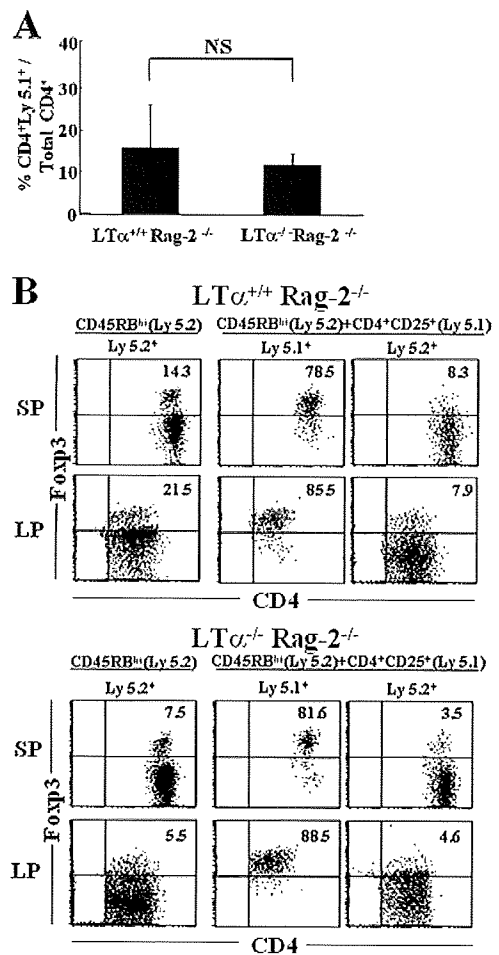 A
NS
% CD4⁺Ly 5.1⁺ /
Total CD4⁺
40
30
20
10
0
LTα⁺/⁺ Rag-2 ⁻/⁻
LTα⁻/⁻Rag-2 ⁻/⁻
B
LTα⁺/⁺ Rag-2⁻/⁻
CD45RBʰⁱ(Ly 5.2)
CD45RBʰⁱ(Ly 5.2)+CD4⁺CD25⁺(Ly 5.1)
Ly 5.2⁺
Ly 5.1⁺
Ly 5.2⁺
SP
14.3
78.5
8.3
Foxp3
LP
21.5
85.5
7.9
CD4
LTα⁻/⁻ Rag-2⁻/⁻
CD45RBʰⁱ(Ly 5.2)
CD45RBʰⁱ(Ly 5.2)+CD4⁺CD25⁺(Ly 5.1)
Ly 5.2⁺
Ly 5.1⁺
Ly 5.2⁺
SP
7.5
81.6
3.5
Foxp3
LP
5.5
88.5
4.6
CD4